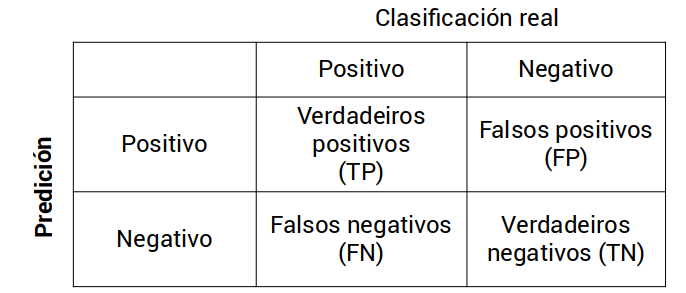 Clasificación real
Positivo
Negativo
Predición
Positivo
Verdadeiros
positivos
(TP)
Falsos positivos
(FP)
Negativo
Falsos negativos
(FN)
Verdadeiros
negativos (TN)